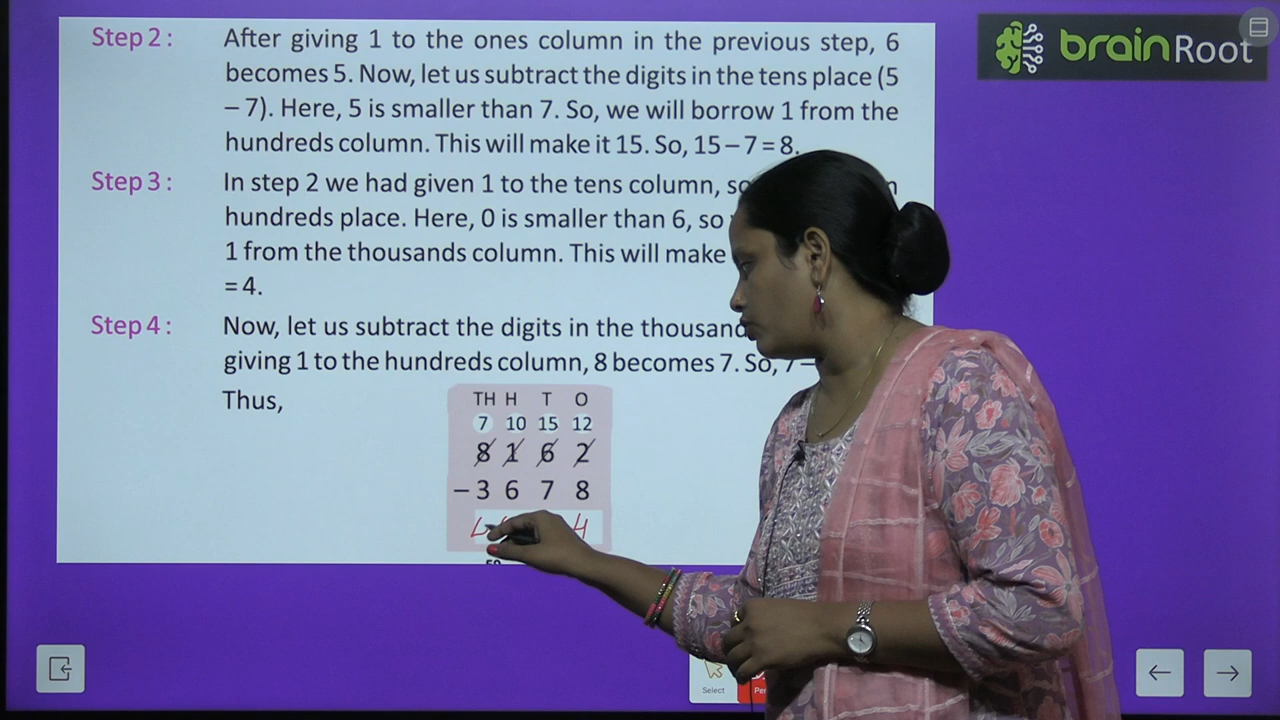 brainRoot
Step 2 : After giving 1 to the ones column in the previous step, 6
becomes 5. Now, let us subtract the digits in the tens place (5
– 7). Here, 5 is smaller than 7. So, we will borrow 1 from the
hundreds column. This will make it 15. So, 15 – 7 = 8.
Step 3 : In step 2 we had given 1 to the tens column,
hundreds place. Here, 0 is smaller than 6, so
1 from the thousands column. This will make
= 4.
Step 4 : Now, let us subtract the digits in the
giving 1 to the hundreds column, 8 becomes 7. So, 7 –
Thus,
TH H T O
7 10 15 12
8 1 6 2
– 3 6 7 8
4 4
Select